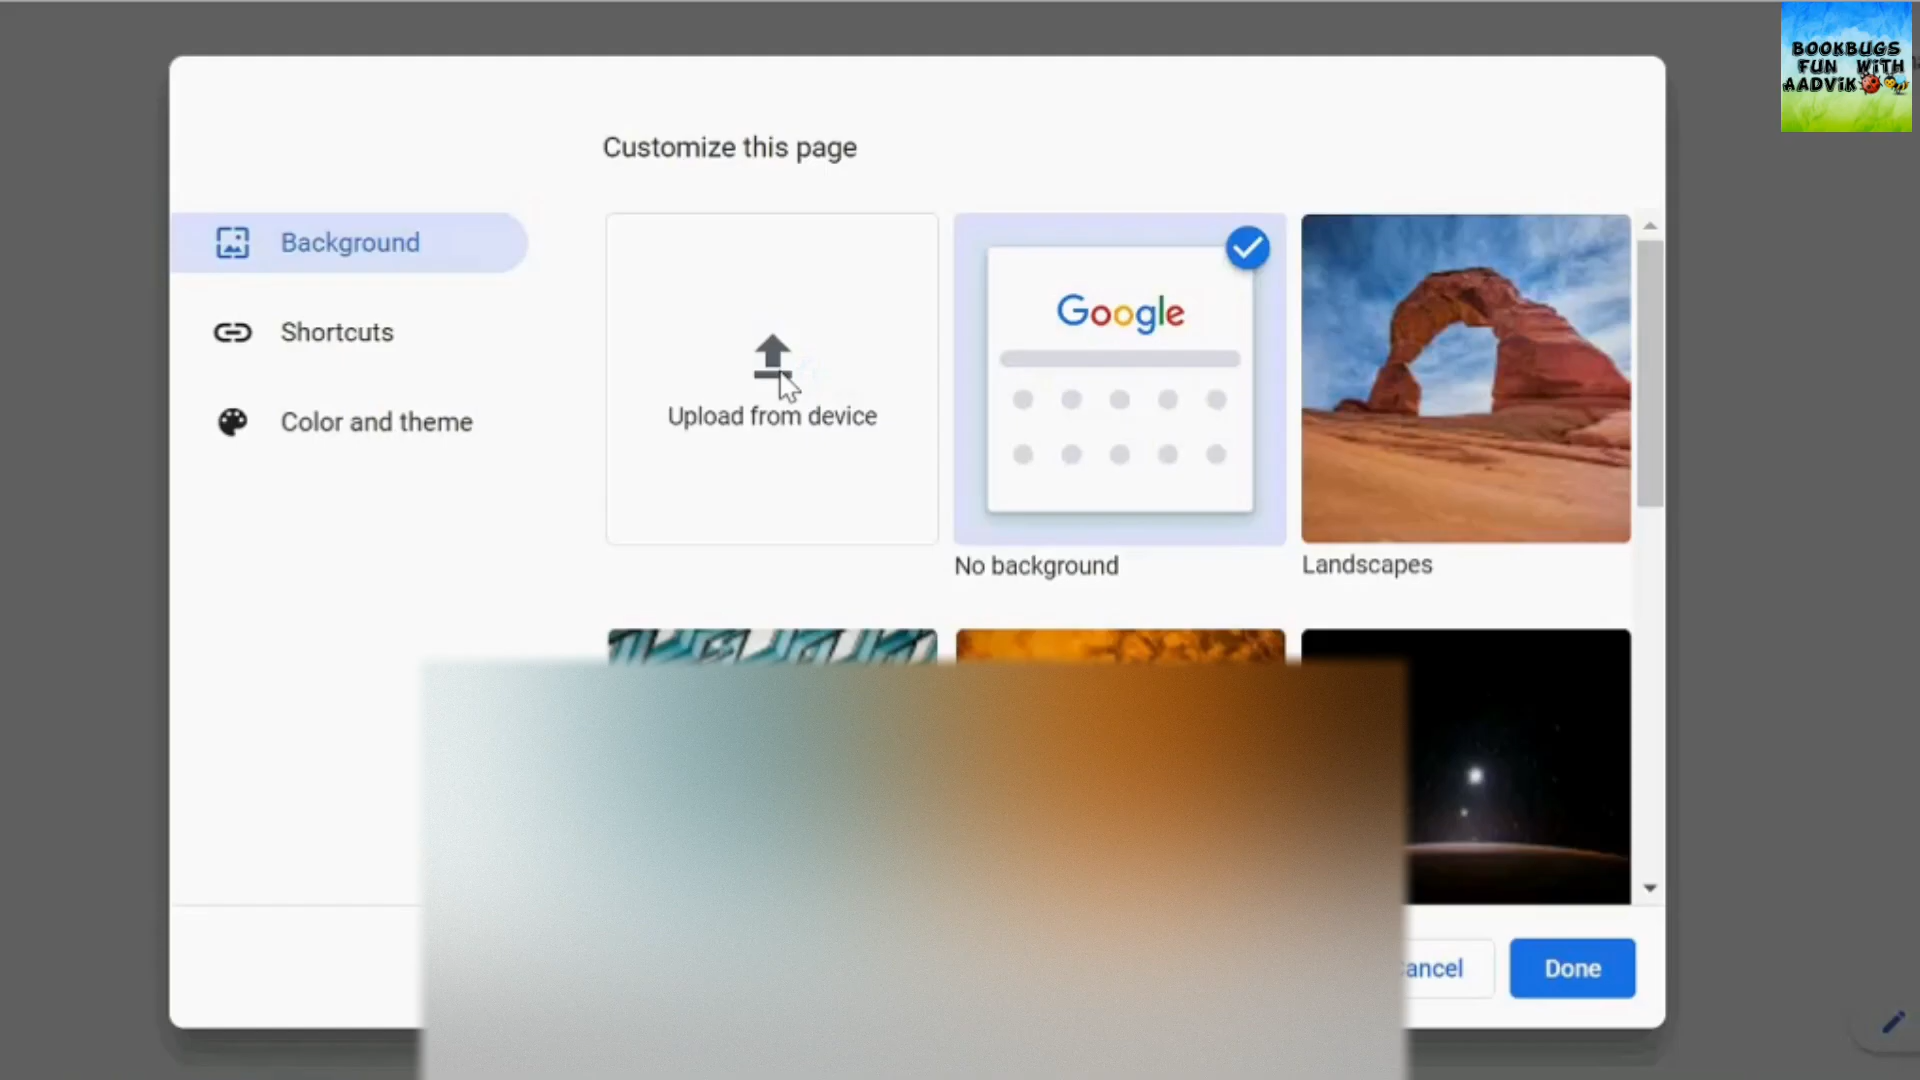 BOOKBUGS
FUN WITH
AADVIK
Customize this page
Background
Shortcuts
Color and theme
Upload from device
Google
No background
Landscapes
ancel
Done